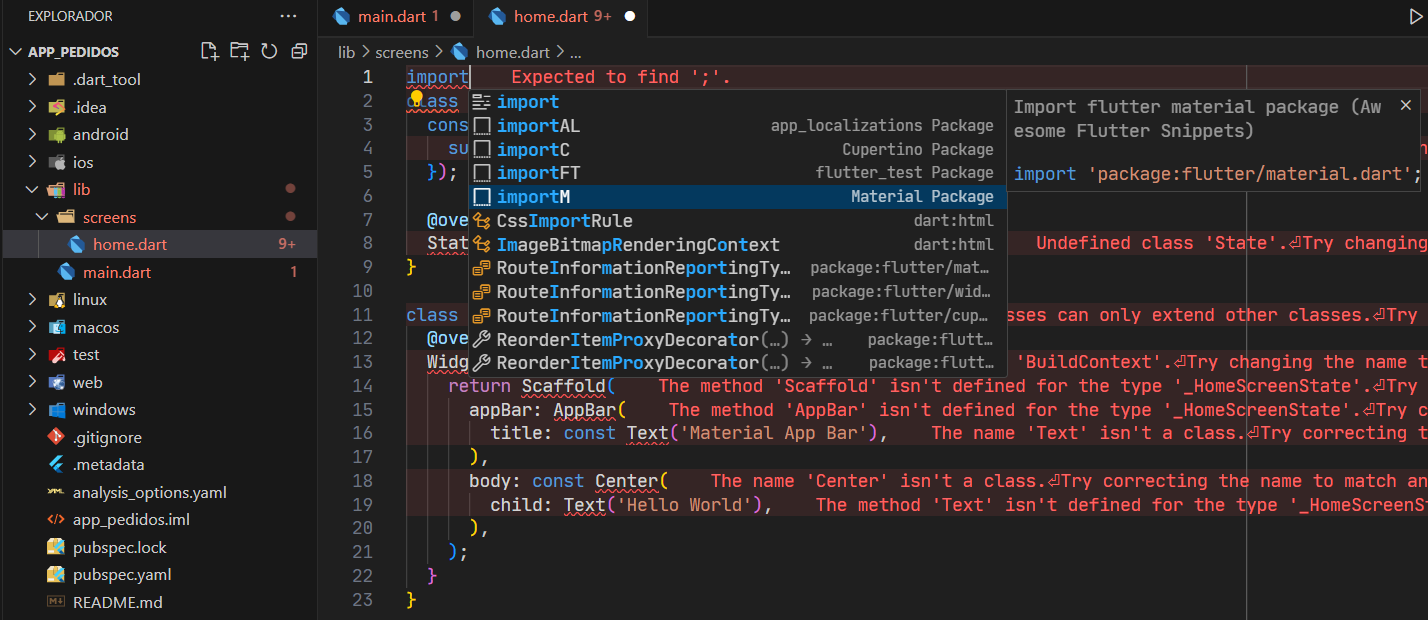 EXPLORADOR
APP_PEDIDOS
.dart_tool
.idea
android
ios
lib
screens
home.dart 9+
main.dart 1
linux
macos
test
web
windows
.gitignore
.metadata
analysis_options.yaml
app_pedidos.iml
pubspec.lock
pubspec.yaml
README.md
main.dart 1
home.dart 9+
lib > screens > home.dart > ...
1 import Expected to find ';'.
2 class
3 cons
4 su
5 });
6
7 @ove
8 Stat Undefined class 'State'.⏎Try changing
9 }
10
11 class sses can only extend other classes.⏎Try
12 @ove
13 Widg 'BuildContext'.⏎Try changing the name t
14 return Scaffold( The method 'Scaffold' isn't defined for the type '_HomeScreenState'.⏎Try
15 appBar: AppBar( The method 'AppBar' isn't defined for the type '_HomeScreenState'.⏎Try c
16 title: const Text('Material App Bar'), The name 'Text' isn't a class.⏎Try correcting t
17 ),
18 body: const Center( The name 'Center' isn't a class.⏎Try correcting the name to match an
19 child: Text('Hello World'), The method 'Text' isn't defined for the type '_HomeScreenS
20 ),
21 );
22 }
23 }
import
importAL app_localizations Package
importC Cupertino Package
importFT flutter_test Package
importM Material Package
CssImportRule dart:html
ImageBitmapRenderingContext dart:html
RouteInformationReportingTy… package:flutter/mat…
RouteInformationReportingTy… package:flutter/wid…
RouteInformationReportingTy… package:flutter/cup…
ReorderItemProxyDecorator(…) → … package:flutt…
ReorderItemProxyDecorator(…) → … package:flutt…
Import flutter material package (Aw
esome Flutter Snippets)
import 'package:flutter/material.dart';